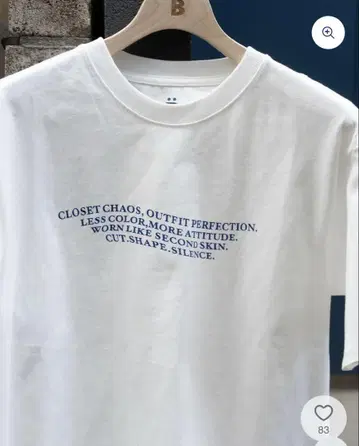 B
CLOSET CHAOS, OUTFIT PERFECTION.
LESS COLOR,MORE ATTITUDE.
WORN LIKE SECOND SKIN.
CUT.SHAPE.SILENCE.
83